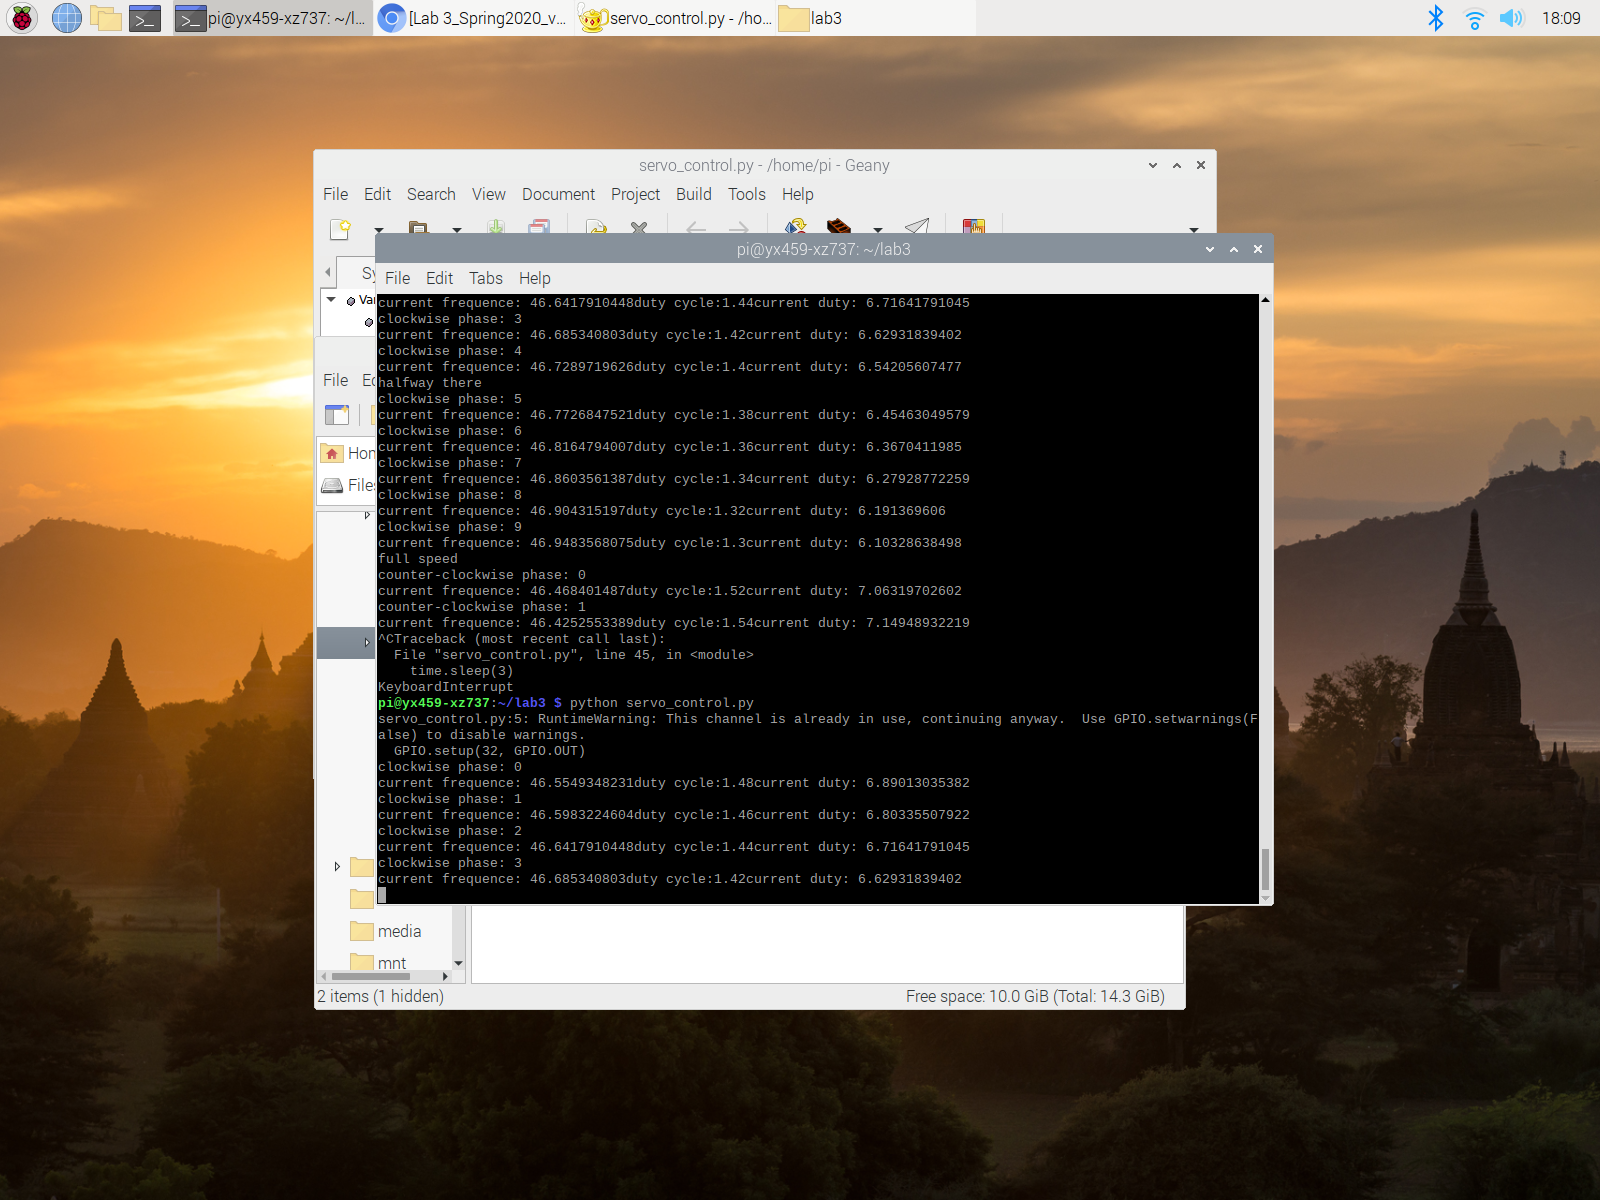 pi@yx459-xz737: ~/l...
[Lab 3_Spring2020_v...
servo_control.py - /ho...
lab3
18:09
servo_control.py - /home/pi - Geany
File Edit Search View Document Project Build Tools Help
pi@yx459-xz737: ~/lab3
File Edit Tabs Help
current frequence: 46.6417910448duty cycle:1.44current duty: 6.71641791045
clockwise phase: 3
current frequence: 46.685340803duty cycle:1.42current duty: 6.62931839402
clockwise phase: 4
current frequence: 46.7289719626duty cycle:1.4current duty: 6.54205607477
halfway there
clockwise phase: 5
current frequence: 46.7726847521duty cycle:1.38current duty: 6.45463049579
clockwise phase: 6
current frequence: 46.8164794007duty cycle:1.36current duty: 6.3670411985
clockwise phase: 7
current frequence: 46.8603561387duty cycle:1.34current duty: 6.27928772259
clockwise phase: 8
current frequence: 46.904315197duty cycle:1.32current duty: 6.191369606
clockwise phase: 9
current frequence: 46.9483568075duty cycle:1.3current duty: 6.10328638498
full speed
counter-clockwise phase: 0
current frequence: 46.468401487duty cycle:1.52current duty: 7.06319702602
counter-clockwise phase: 1
current frequence: 46.4252553389duty cycle:1.54current duty: 7.14948932219
^CTraceback (most recent call last):
File "servo_control.py", line 45, in <module>
time.sleep(3)
KeyboardInterrupt
pi@yx459-xz737:~/lab3 $ python servo_control.py
servo_control.py:5: RuntimeWarning: This channel is already in use, continuing anyway.  Use GPIO.setwarnings(F
alse) to disable warnings.
GPIO.setup(32, GPIO.OUT)
clockwise phase: 0
current frequence: 46.5549348231duty cycle:1.48current duty: 6.89013035382
clockwise phase: 1
current frequence: 46.5983224604duty cycle:1.46current duty: 6.80335507922
clockwise phase: 2
current frequence: 46.6417910448duty cycle:1.44current duty: 6.71641791045
clockwise phase: 3
current frequence: 46.685340803duty cycle:1.42current duty: 6.62931839402
Sy
Var
File Ed
Hom
Files
media
mnt
2 items (1 hidden)
Free space: 10.0 GiB (Total: 14.3 GiB)